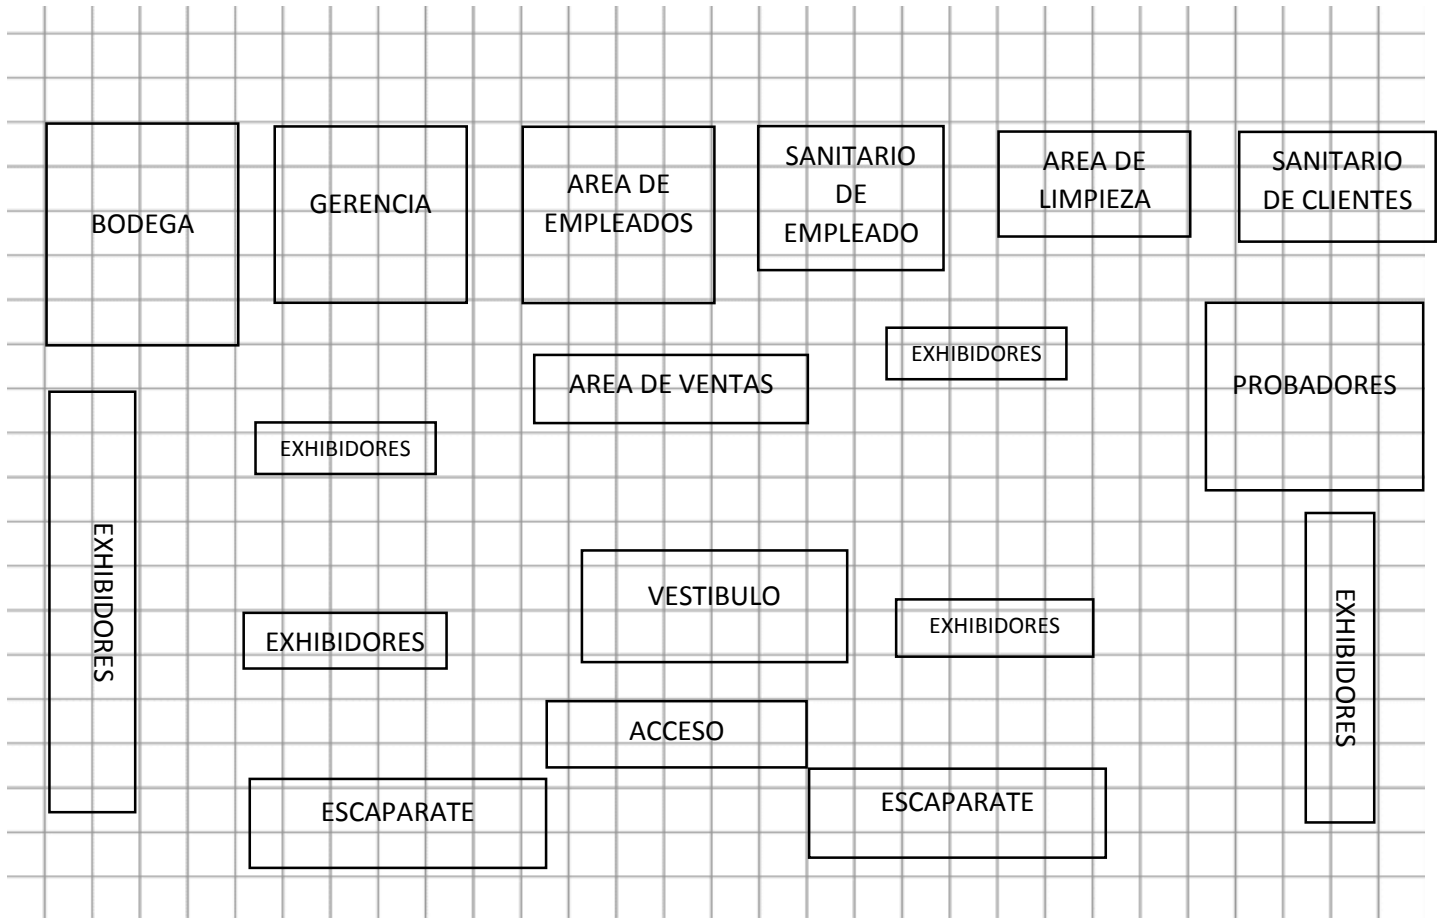 BODEGA
GERENCIA
AREA DE
EMPLEADOS
SANITARIO
DE
EMPLEADO
AREA DE
LIMPIEZA
SANITARIO
DE CLIENTES
EXHIBIDORES
AREA DE VENTAS
PROBADORES
EXHIBIDORES
EXHIBIDORES
VESTIBULO
EXHIBIDORES
EXHIBIDORES
EXHIBIDORES
ACCESO
ESCAPARATE
ESCAPARATE